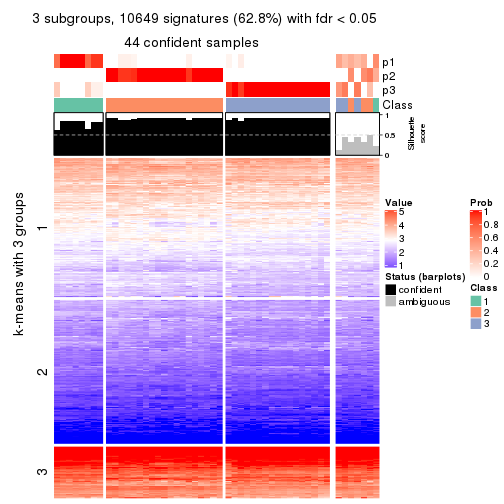 3 subgroups, 10649 signatures (62.8%) with fdr < 0.05
44 confident samples
p1
p2
p3
Class
1
0.5
0
Silhouette
score
k-means with 3 groups
1
2
3
Value
5
4
3
2
1
Status (barplots)
confident
ambiguous
Prob
1
0.8
0.6
0.4
0.2
0
Class
1
2
3